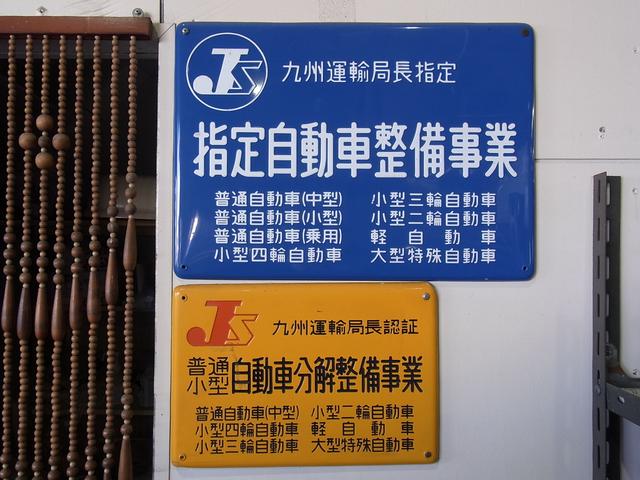 JS 九州運輸局長指定
指定自動車整備事業
普通自動車(中型) 小型三輪自動車
普通自動車(小型) 小型二輪自動車
普通自動車(乗用) 軽自動車
小型四輪自動車 大型特殊自動車
JS 九州運輸局長認証
普通小型自動車分解整備事業
普通自動車(中型) 小型二輪自動車
小型四輪自動車 軽自動車
小型三輪自動車 大型特殊自動車